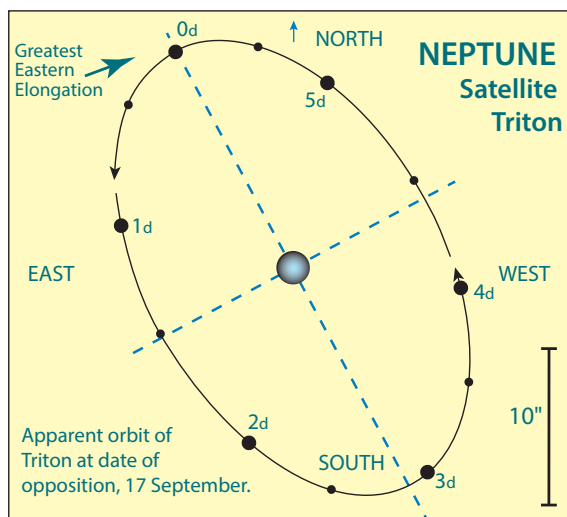 0d
NORTH
NEPTUNE
Satellite
Triton
Greatest
Eastern
Elongation
5d
1d
EAST
WEST
4d
10"
2d
Apparent orbit of
Triton at date of
opposition, 17 September.
SOUTH
3d